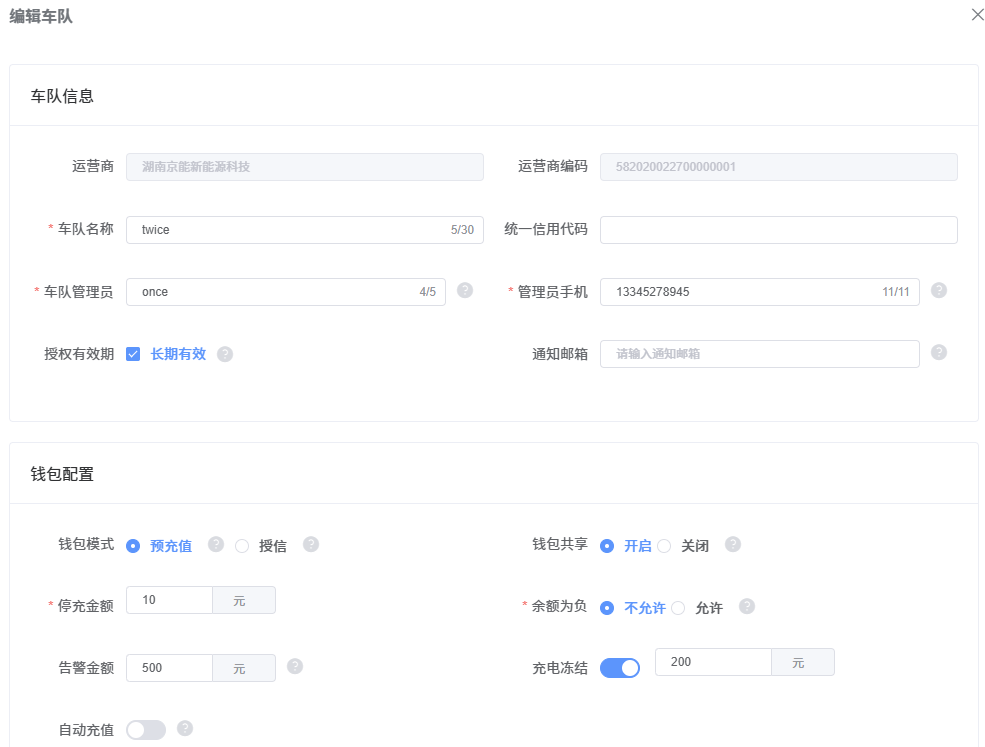 编辑车队
车队信息
运营商 湖南京能新能源科技 运营商编码 582020022700000001
* 车队名称 twice 5/30 统一信用代码
* 车队管理员 once 4/5 ? * 管理员手机 13345278945 11/11 ?
授权有效期 长期有效 ? 通知邮箱 请输入通知邮箱 ?
钱包配置
钱包模式 预充值 ? 授信 ? 钱包共享 开启 关闭 ?
* 停充金额 10 元 * 余额为负 不允许 允许 ?
告警金额 500 元 ? 充电冻结 200 元
自动充值 ?